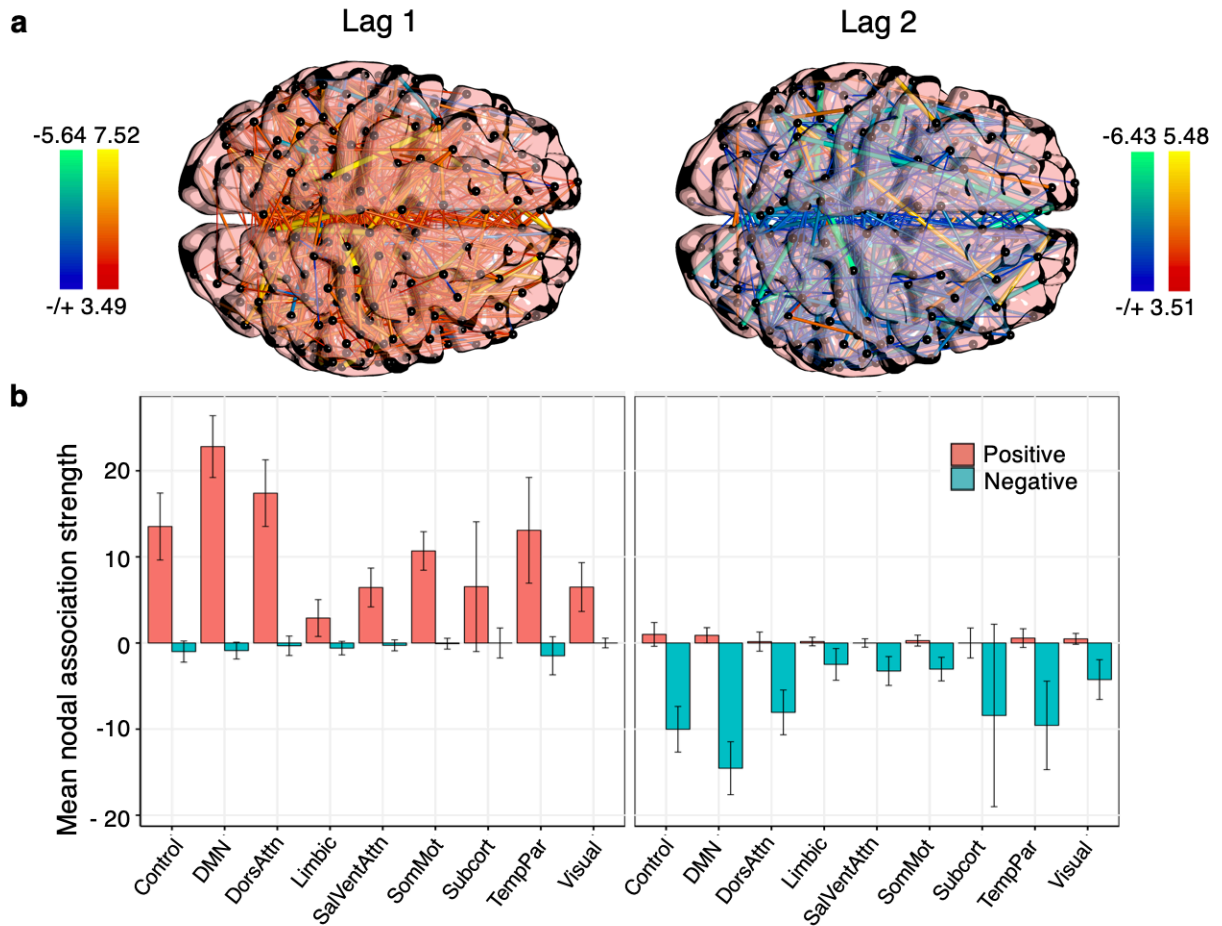 a
Lag 1
Lag 2
-5.64 7.52
-/+ 3.49
-6.43 5.48
-/+ 3.51
b
Mean nodal association strength
20
10
0
-10
- 20
Positive
Negative
Control
DMN
DorsAttn
Limbic
SalVentAttn
SomMot
Subcort
TempPar
Visual
Control
DMN
DorsAttn
Limbic
SalVentAttn
SomMot
Subcort
TempPar
Visual